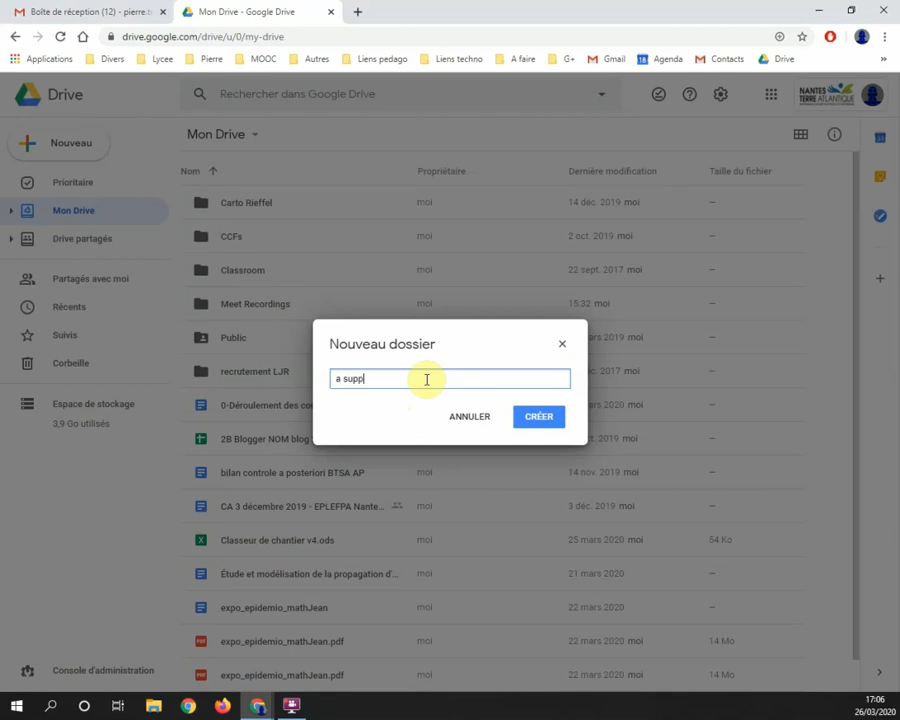 Boîte de réception (12) - pierre.t
Mon Drive - Google Drive
drive.google.com/drive/u/0/my-drive
Applications
Divers
Lycee
Pierre
MOOC
Autres
Liens pedago
Liens techno
A faire
G+
Gmail
Agenda
Contacts
Drive
»
Drive
Rechercher dans Google Drive
NANTES
TERRE ATLANTIQUE
Nouveau
Mon Drive
Nom
Propriétaire
Dernière modification
Taille du fichier
Prioritaire
Mon Drive
Drive partagés
Partagés avec moi
Récents
Suivis
Corbeille
Espace de stockage
3,9 Go utilisés
Console d'administration
Carto Rieffel moi 14 déc. 2019 moi –
CCFs moi 2 oct. 2019 moi –
Classroom moi 22 sept. 2017 moi –
Meet Recordings moi 15:32 moi –
Public mars 2019 moi –
recrutement LJR déc. 2017 moi –
0-Déroulement des co mars 2019 moi –
2B Blogger NOM blog mars 2019 moi –
bilan controle a posteriori BTSA AP moi 14 nov. 2019 moi –
CA 3 décembre 2019 - EPLEFPA Nante... moi 3 déc. 2019 moi –
Classeur de chantier v4.ods moi 25 mars 2020 moi 54 Ko
Étude et modélisation de la propagation d'... moi 21 mars 2020 –
expo_epidemio_mathJean moi 22 mars 2020 –
expo_epidemio_mathJean.pdf moi 22 mars 2020 moi 14 Mo
expo_epidemio_mathJean.pdf moi 22 mars 2020 moi 14 Mo
Nouveau dossier
a supp
ANNULER
CRÉER
17:06
26/03/2020